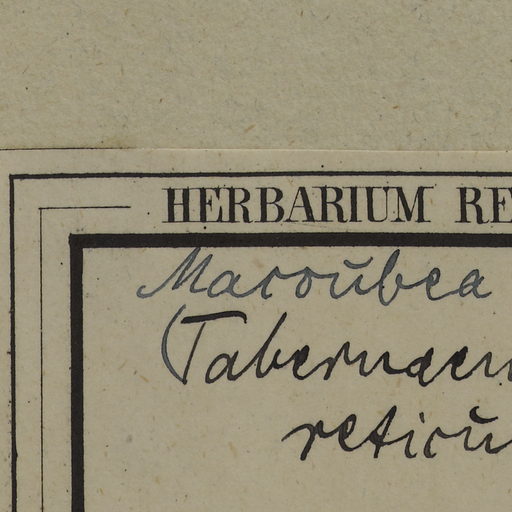 HERBARIUM RE
Macoubea
(Tabernaem
reticu